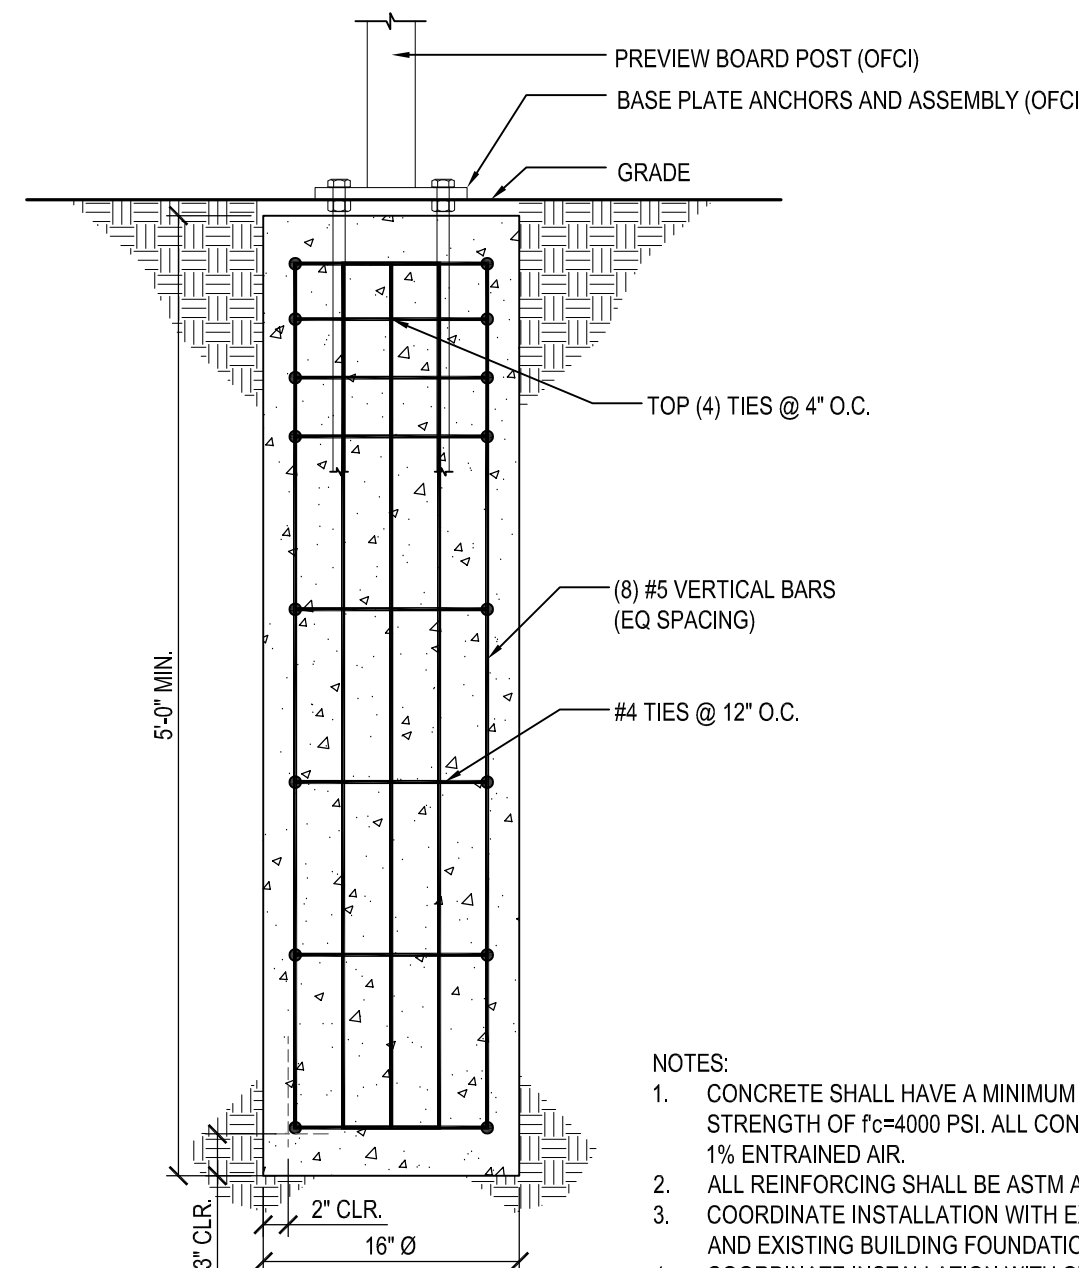 PREVIEW BOARD POST (OFCI)
BASE PLATE ANCHORS AND ASSEMBLY (OFCI
GRADE
TOP (4) TIES @ 4" O.C.
(8) #5 VERTICAL BARS
(EQ SPACING)
#4 TIES @ 12" O.C.
5'-0" MIN.
3" CLR.
2" CLR.
16" Ø
NOTES:
1. CONCRETE SHALL HAVE A MINIMUM
STRENGTH OF f'c=4000 PSI. ALL CON
1% ENTRAINED AIR.
2. ALL REINFORCING SHALL BE ASTM A
3. COORDINATE INSTALLATION WITH E
AND EXISTING BUILDING FOUNDATIO
COORDINATE INSTALLATION WITH